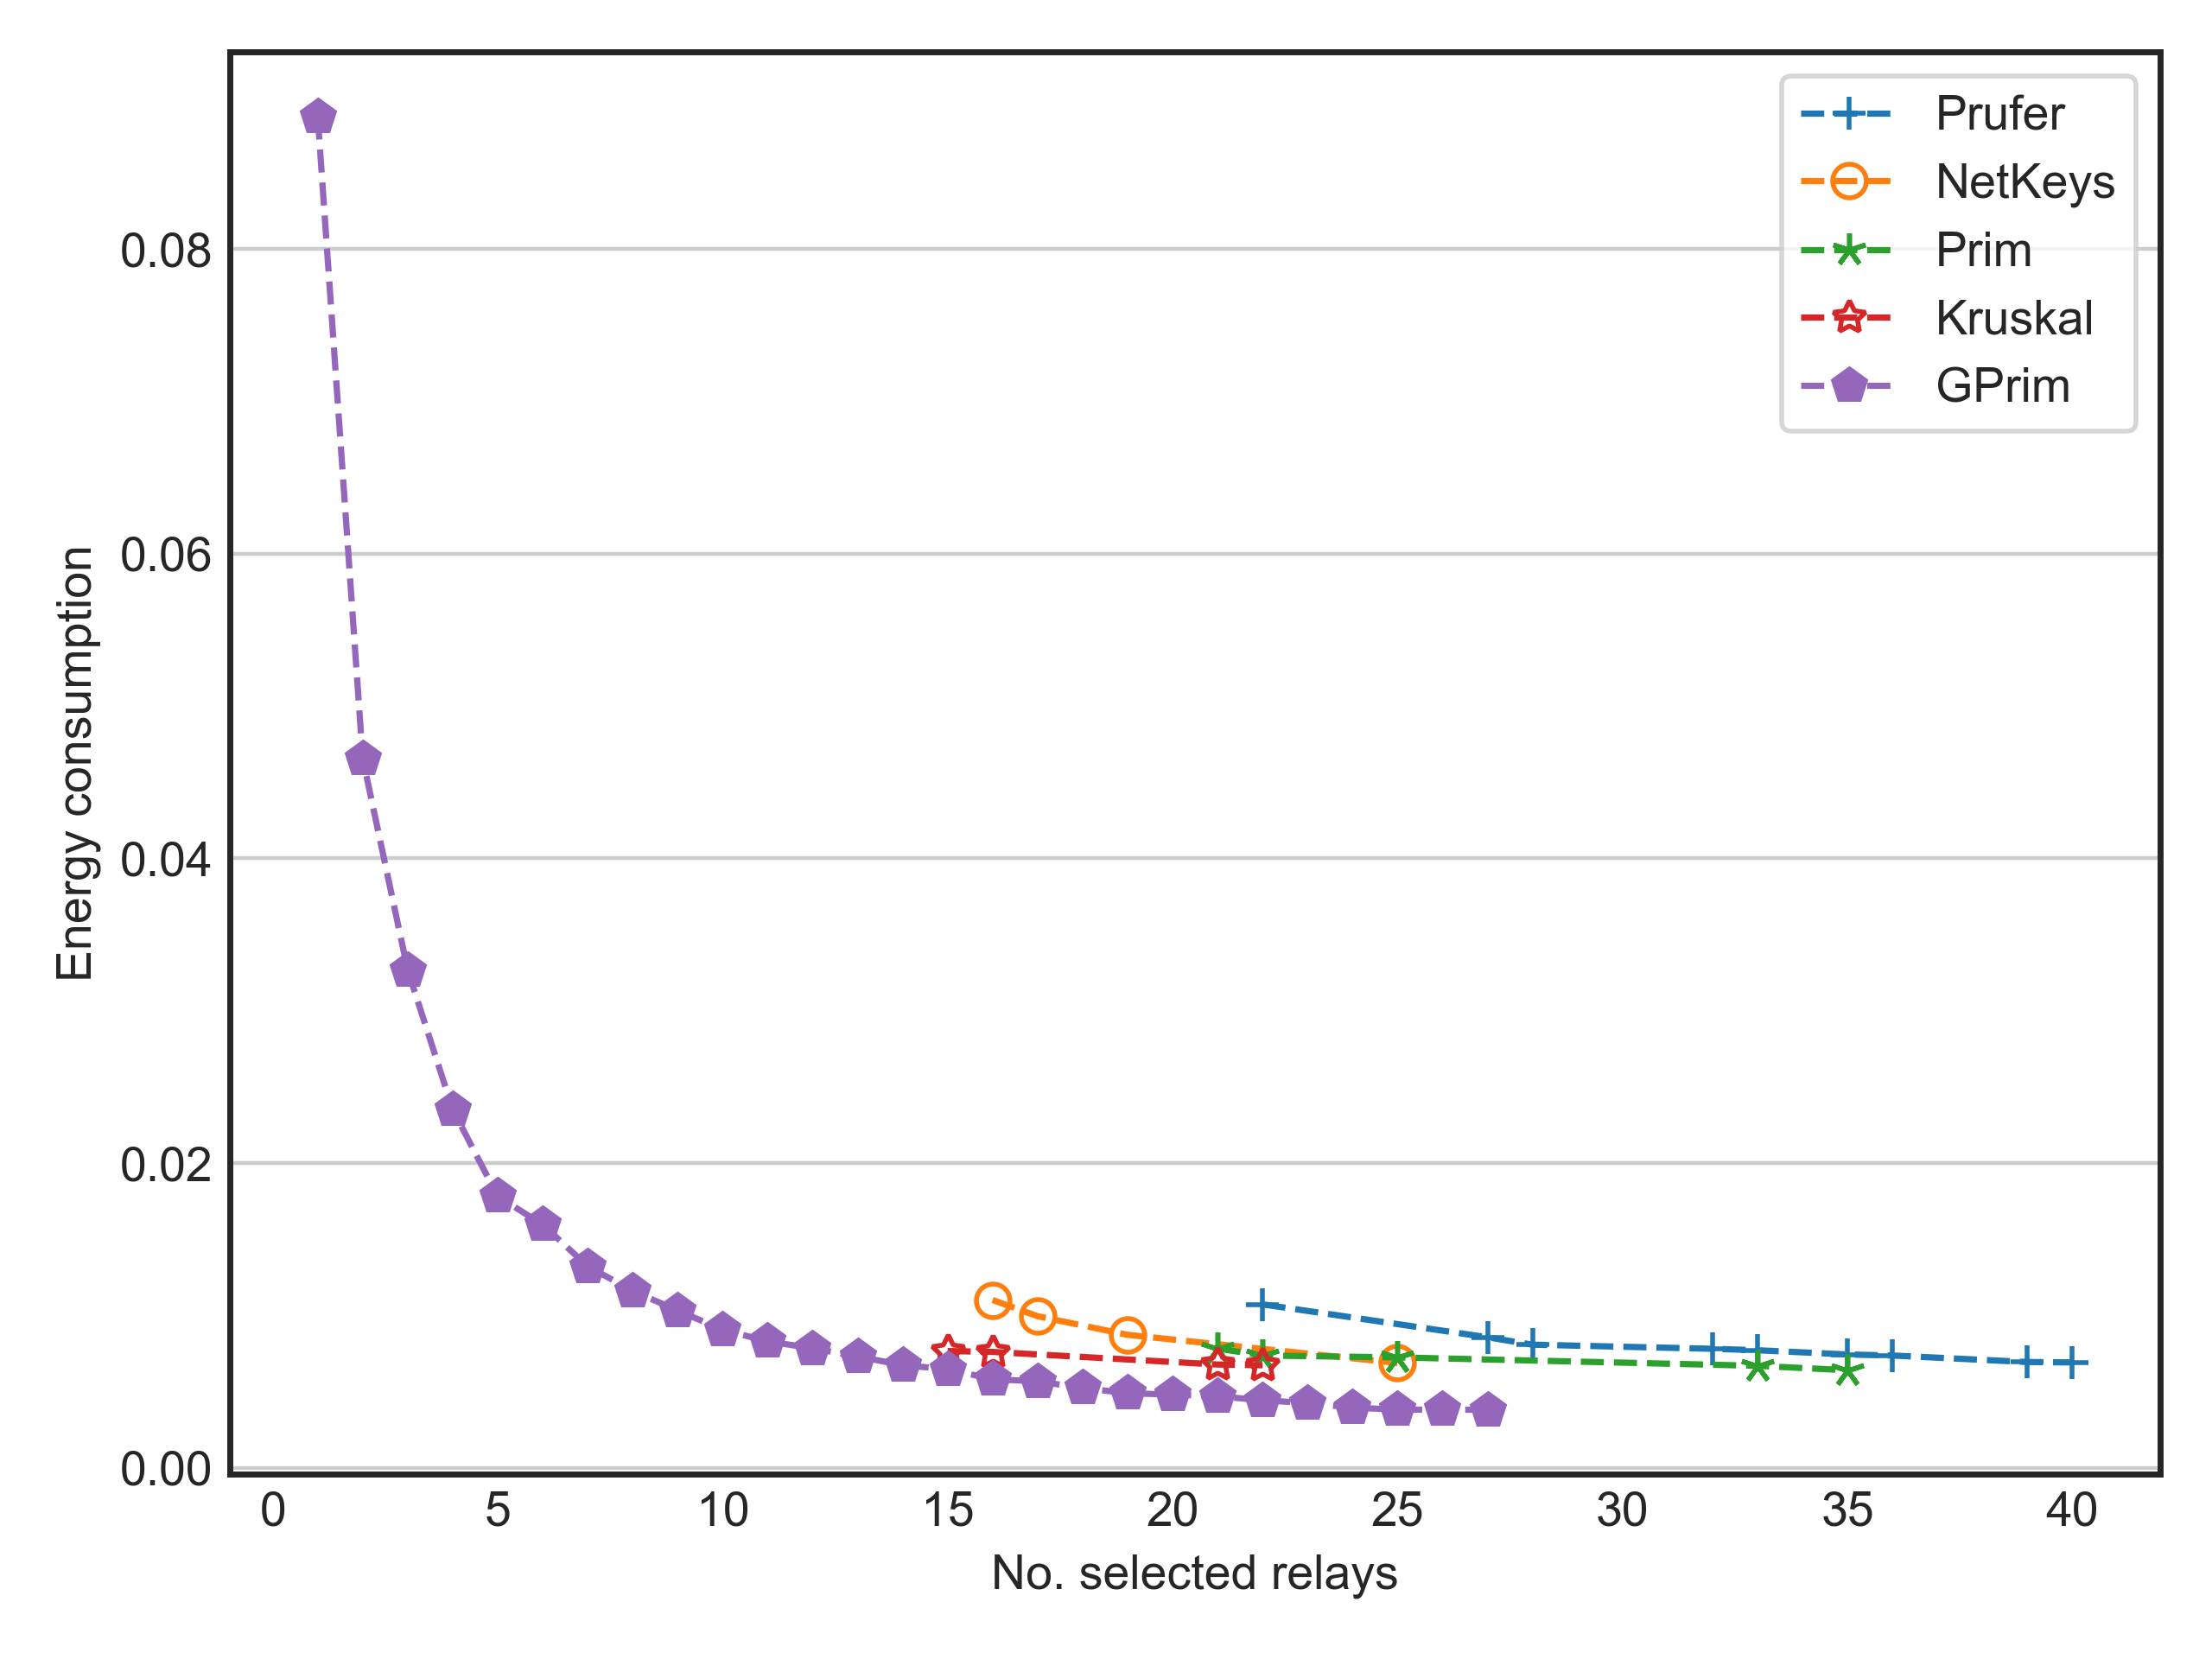 Prufer
NetKeys
Prim
Kruskal
GPrim
Energy consumption
0.08
0.06
0.04
0.02
0.00
0 5 10 15 20 25 30 35 40
No. selected relays